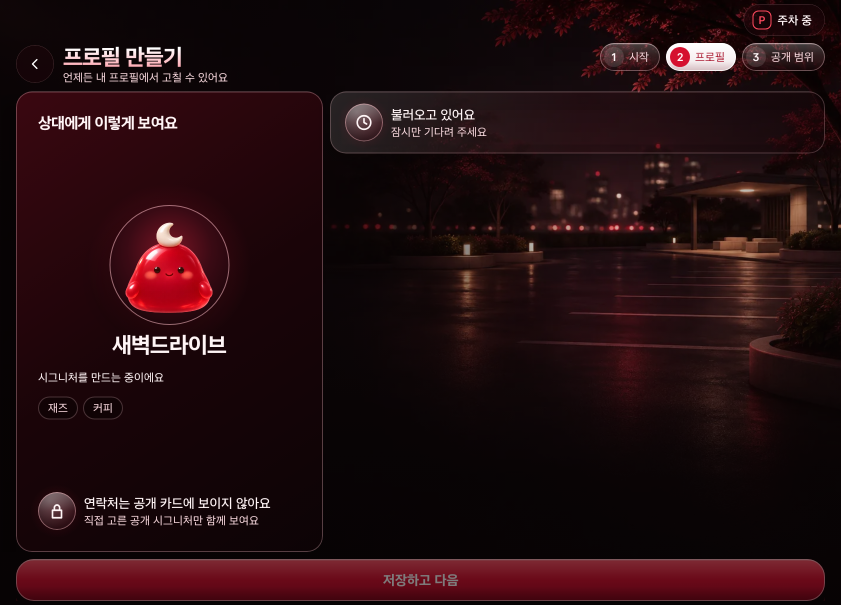 P 주차 중
프로필 만들기
언제든 내 프로필에서 고칠 수 있어요
1 시작
2 프로필
3 공개 범위
상대에게 이렇게 보여요
새벽드라이브
시그니처를 만드는 중이에요
재즈
커피
연락처는 공개 카드에 보이지 않아요
직접 고른 공개 시그니처만 함께 보여요
불러오고 있어요
잠시만 기다려 주세요
저장하고 다음